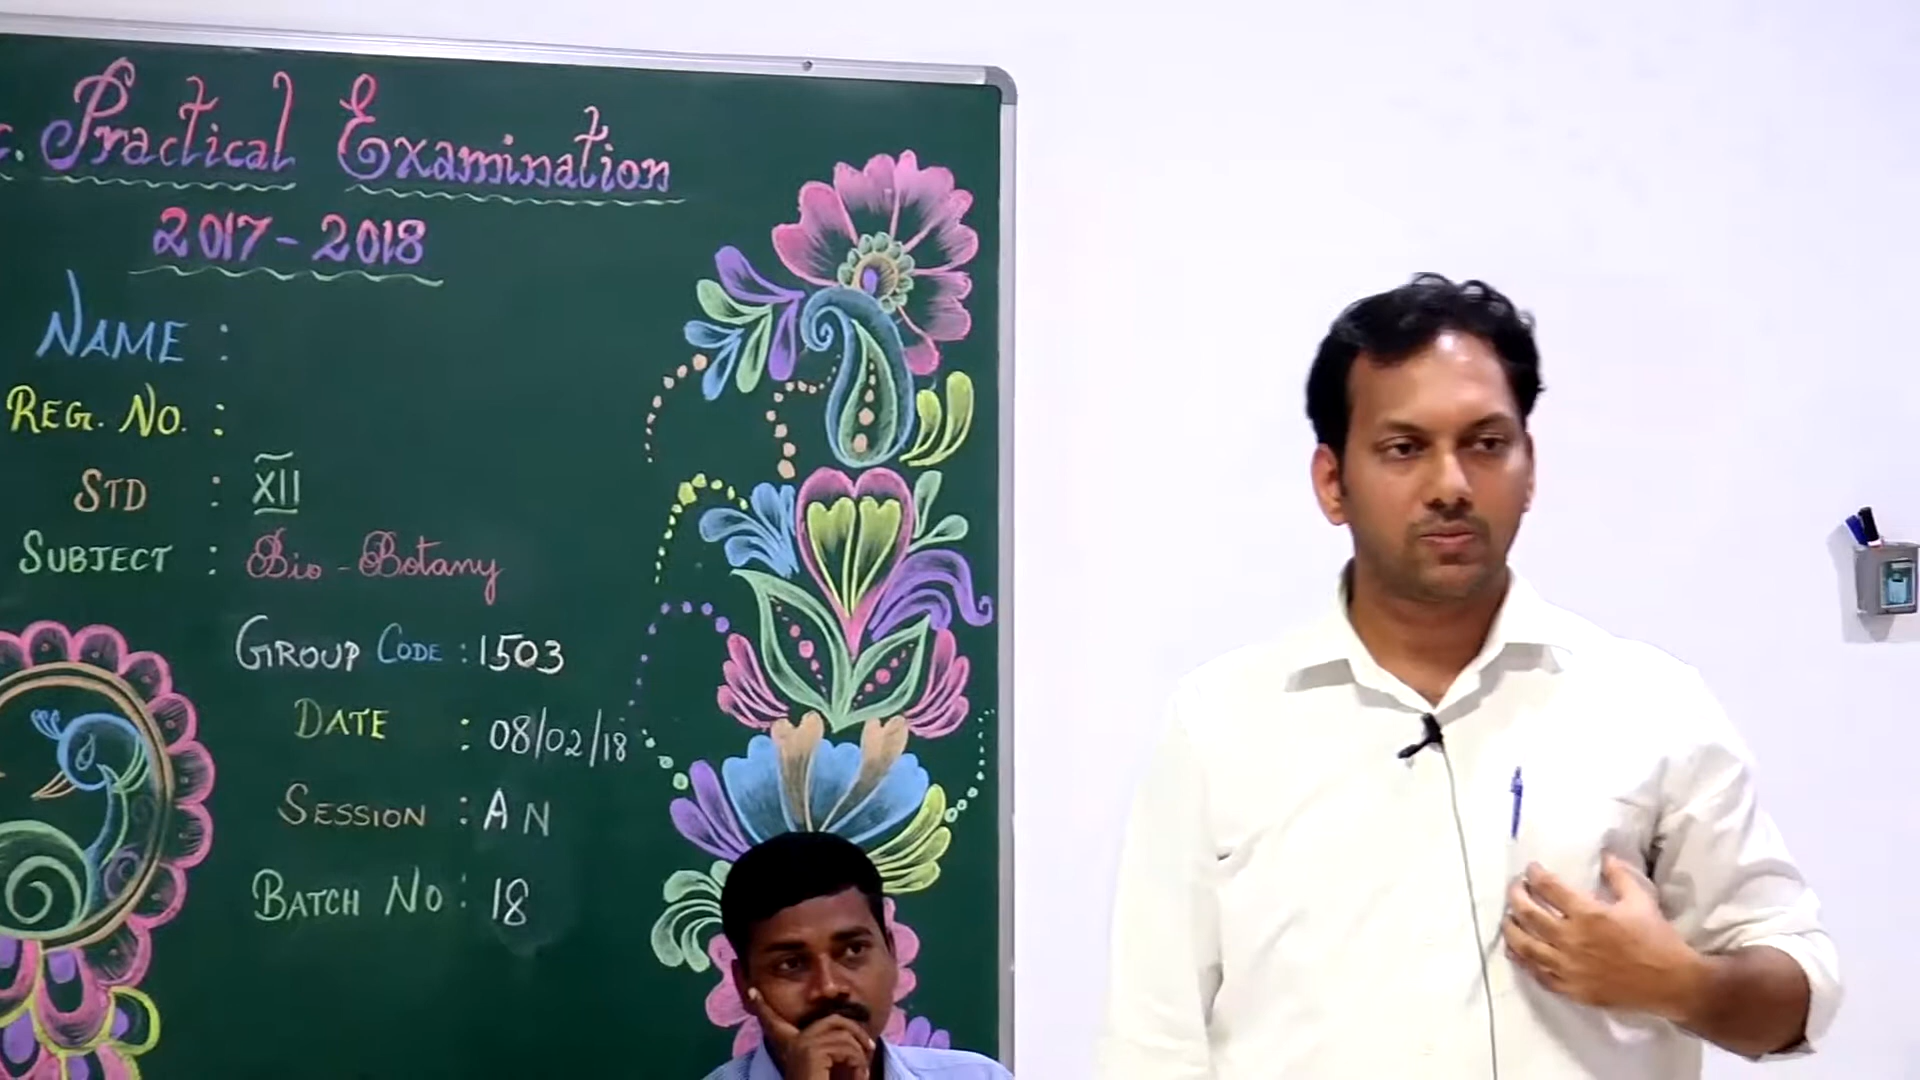 Practical Examination
2017-2018
NAME :
REG. NO. :
STD : XII
SUBJECT : Bio-Botany
GROUP CODE : 1503
DATE : 08/02/18
SESSION : AN
BATCH NO : 18